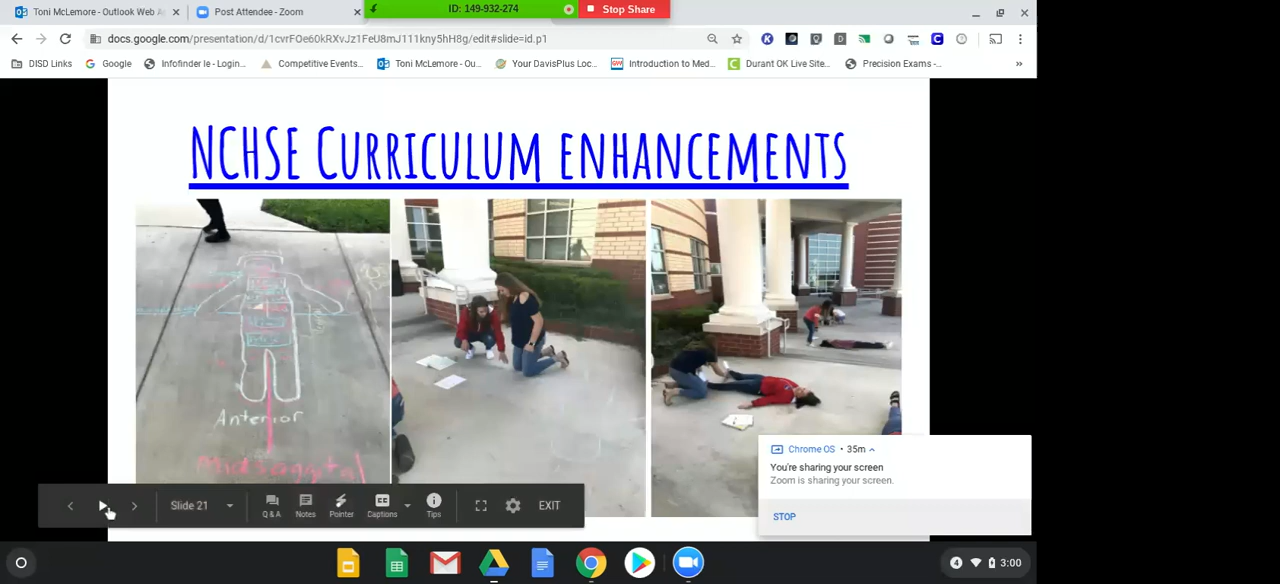 Toni McLemore - Outlook Web A
Post Attendee - Zoom
ID: 149-932-274
Stop Share
docs.google.com/presentation/d/1cvrFOe60kRXvJz1FeU8mJ111kny5hH8g/edit#slide=id.p1
DISD Links
Google
Infofinder le - Login...
Competitive Events...
Toni McLemore - Ou...
Your DavisPlus Loc...
Introduction to Med...
Durant OK Live Site...
Precision Exams -...
»
NCHSE Curriculum enhancements
Anterior
Midsagittal
Chrome OS • 35m
You're sharing your screen
Zoom is sharing your screen.
STOP
Slide 21
Q & A
Notes
Pointer
Captions
Tips
EXIT
4
3:00